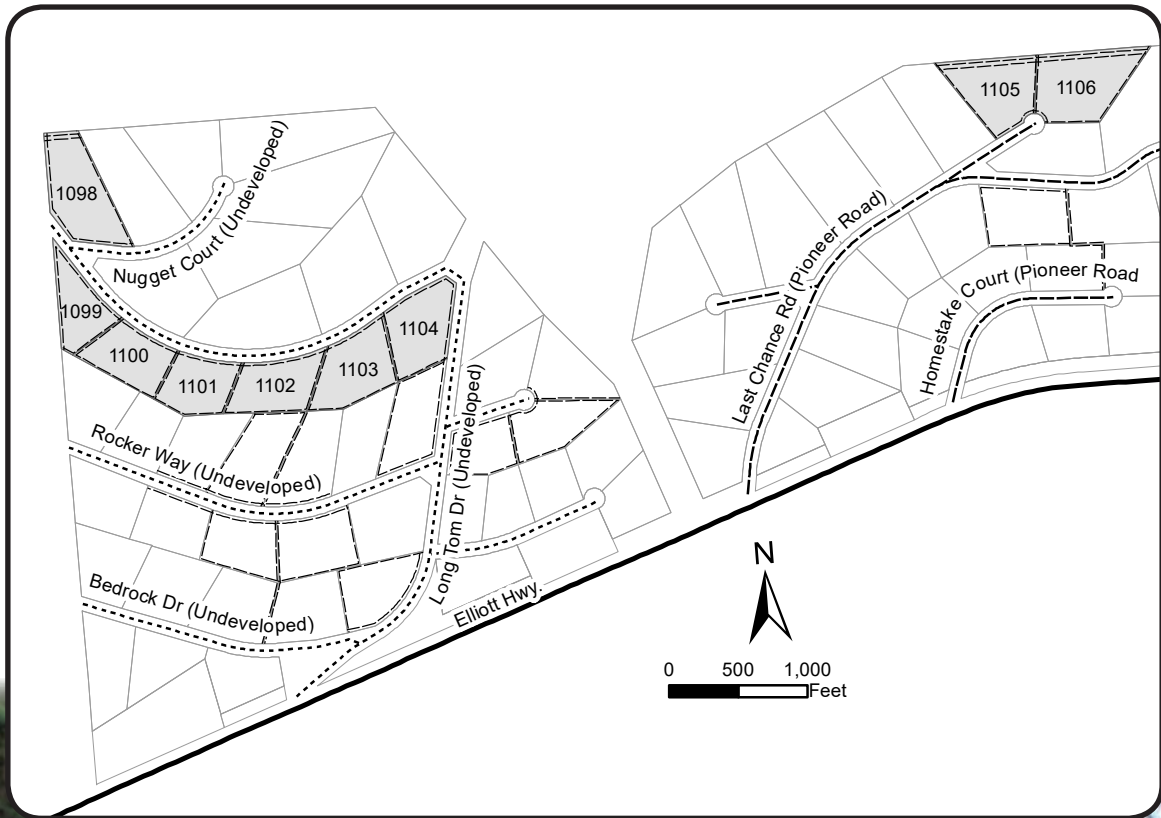 1105
1106
1098
Nugget Court (Undeveloped)
Last Chance Rd (Pioneer Road)
Homestake Court (Pioneer Road
1099
1100
1101
1102
1103
1104
Rocker Way (Undeveloped)
Long Tom Dr (Undeveloped)
Bedrock Dr (Undeveloped)
Elliott Hwy.
N
0 500 1,000
Feet